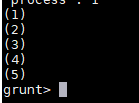 process : 1
(1)
(2)
(3)
(4)
(5)
grunt>